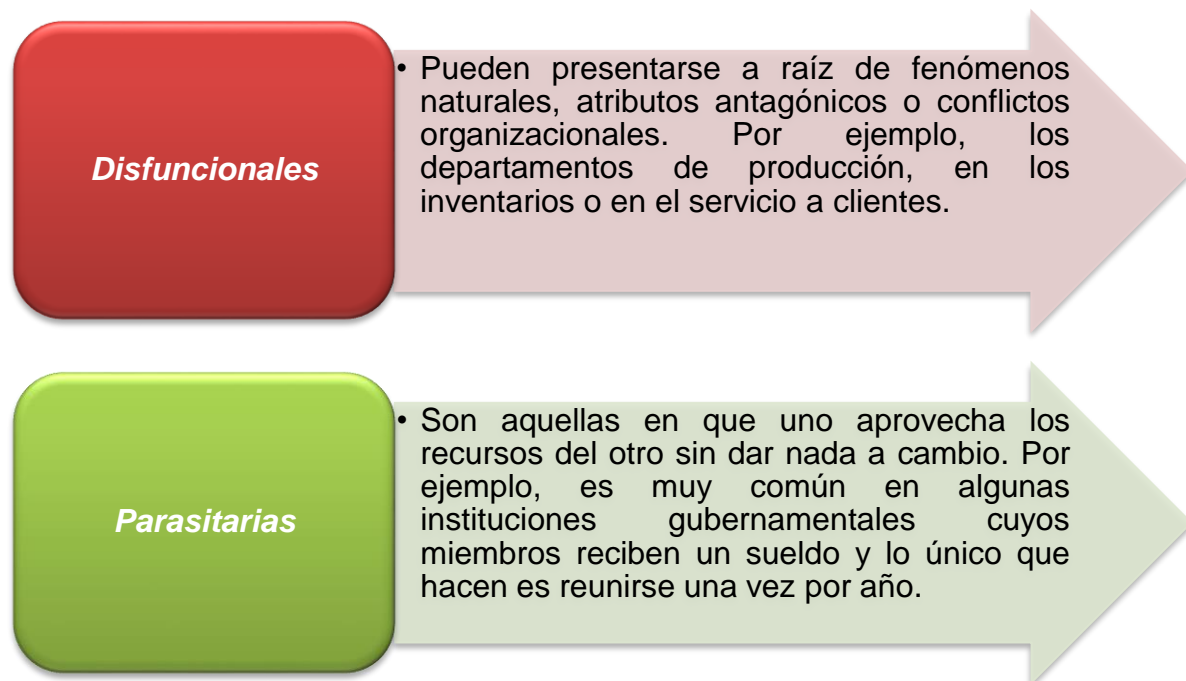 Disfuncionales
• Pueden presentarse a raíz de fenómenos
naturales, atributos antagónicos o conflictos
organizacionales. Por ejemplo, los
departamentos de producción, en los
inventarios o en el servicio a clientes.
Parasitarias
• Son aquellas en que uno aprovecha los
recursos del otro sin dar nada a cambio. Por
ejemplo, es muy común en algunas
instituciones gubernamentales cuyos
miembros reciben un sueldo y lo único que
hacen es reunirse una vez por año.